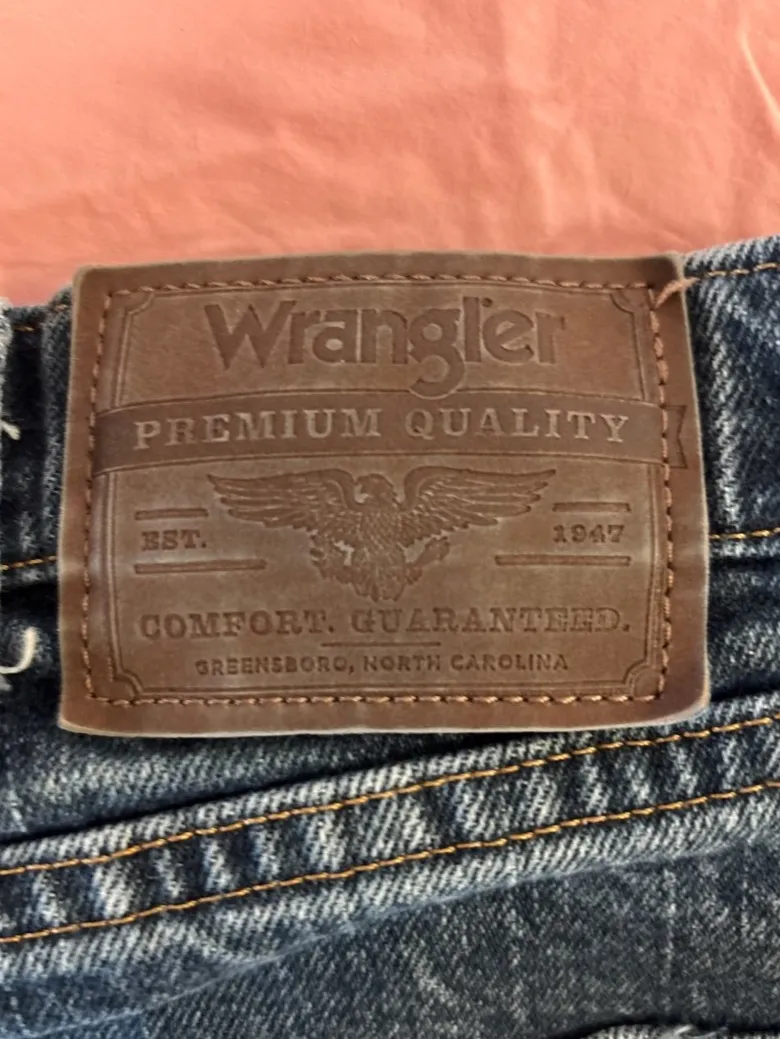 Wrangler
PREMIUM QUALITY
EST. 1947
COMFORT. GUARANTEED.
GREENSBORO, NORTH CAROLINA